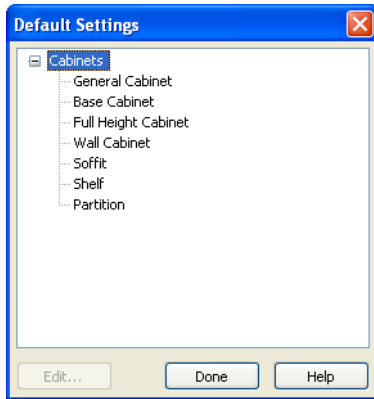 Default Settings
Cabinets
General Cabinet
Base Cabinet
Full Height Cabinet
Wall Cabinet
Soffit
Shelf
Partition
Edit... Done Help